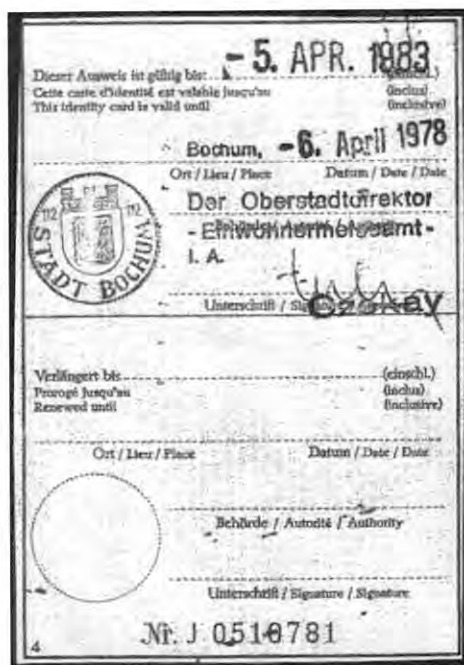 - 5. APR. 1983
Dieser Ausweis ist gültig bis: (einschl.)
Cette carte d'identité est valable jusqu'au (inclus)
This identity card is valid until (inclusive)
Bochum, - 6. April 1978
Ort / Lieu / Place Datum / Date / Date
Der Oberstadtdirektor
- Einwohnermeldeamt -
I. A.
112 112
STADT BOCHUM
Unterschrift /
Verlängert bis (einschl.)
Prorogé jusqu'au (inclus)
Renewed until (inclusive)
Ort / Lieu / Place Datum / Date / Date
Behörde / Autorité / Authority
Unterschrift / Signature / Signature
4 Nr. J 0510781